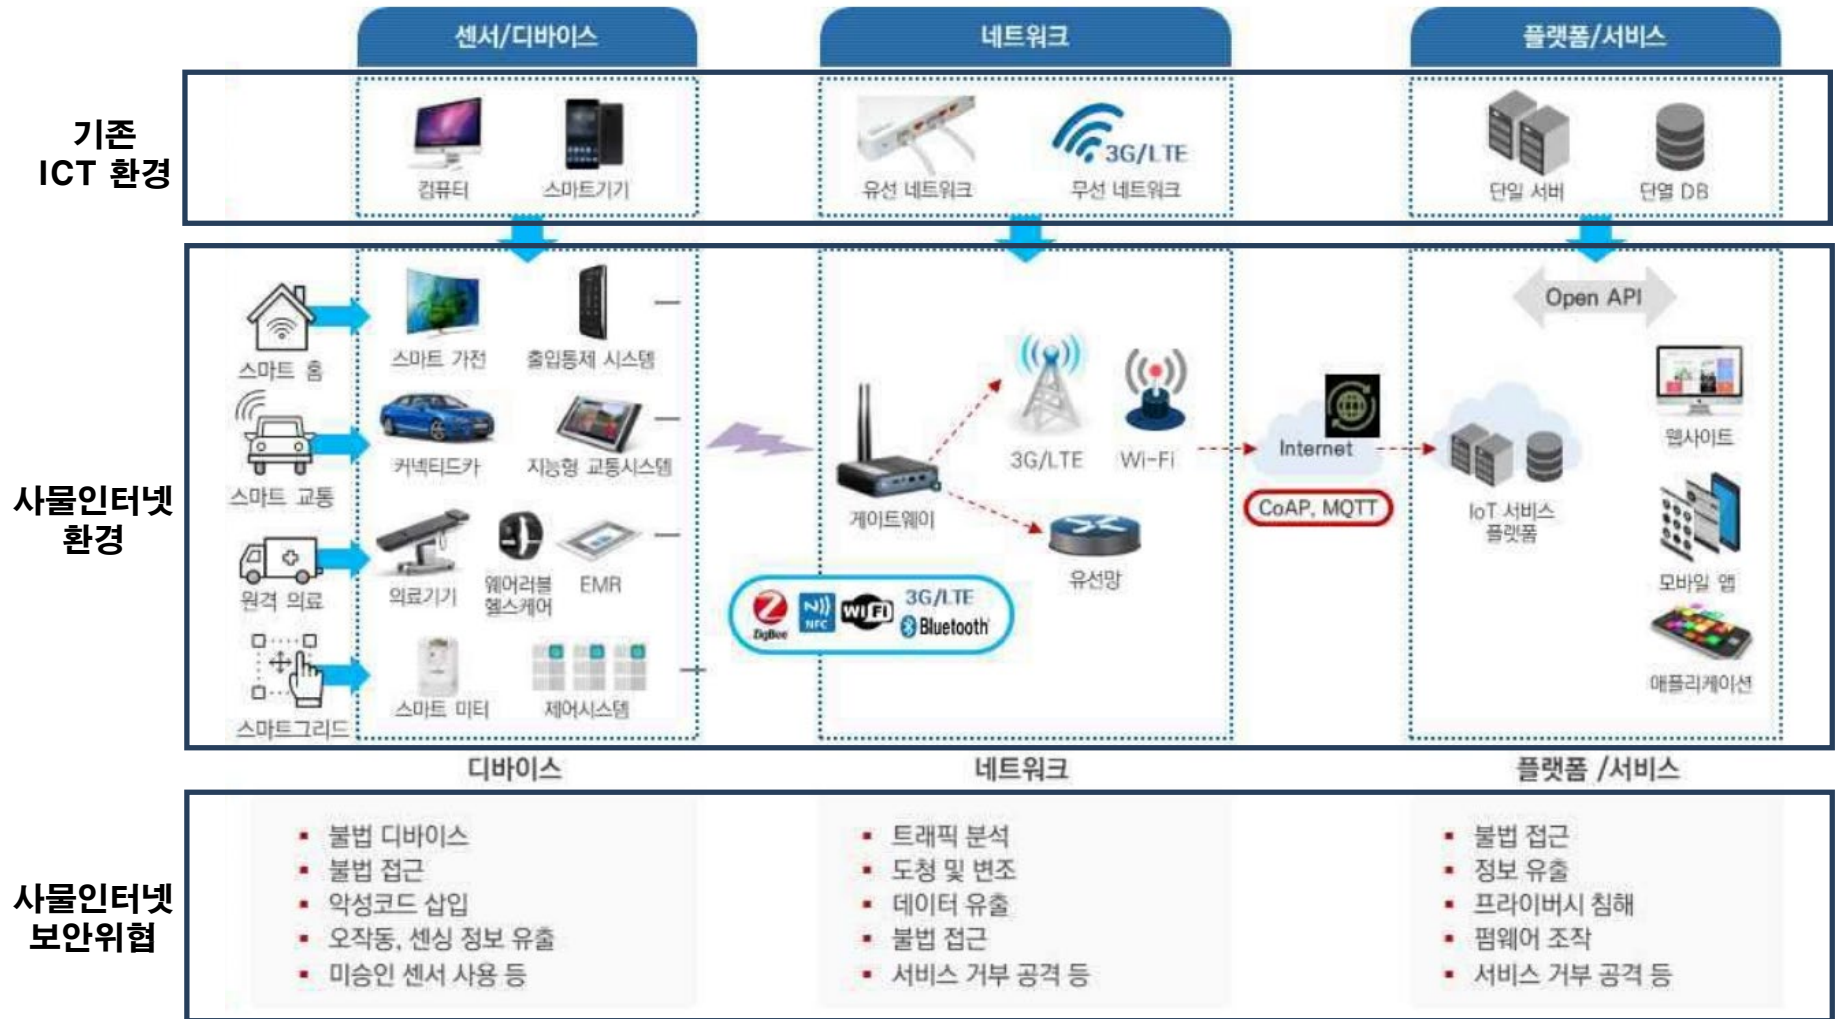 센서/디바이스
네트워크
플랫폼/서비스
기존
ICT 환경
컴퓨터
스마트기기
유선 네트워크
3G/LTE
무선 네트워크
단일 서버
단열 DB
사물인터넷
환경
스마트 홈
스마트 가전
출입통제 시스템
스마트 교통
커넥티드카
지능형 교통시스템
원격 의료
의료기기
웨어러블
헬스케어
EMR
스마트그리드
스마트 미터
제어시스템
게이트웨이
3G/LTE
Wi-Fi
유선망
ZigBee
NFC
WiFi
3G/LTE
Bluetooth
Internet
CoAP, MQTT
Open API
IoT 서비스
플랫폼
웹사이트
모바일 앱
애플리케이션
디바이스
네트워크
플랫폼 /서비스
사물인터넷
보안위협
▪ 불법 디바이스
▪ 불법 접근
▪ 악성코드 삽입
▪ 오작동, 센싱 정보 유출
▪ 미승인 센서 사용 등
▪ 트래픽 분석
▪ 도청 및 변조
▪ 데이터 유출
▪ 불법 접근
▪ 서비스 거부 공격 등
▪ 불법 접근
▪ 정보 유출
▪ 프라이버시 침해
▪ 펌웨어 조작
▪ 서비스 거부 공격 등